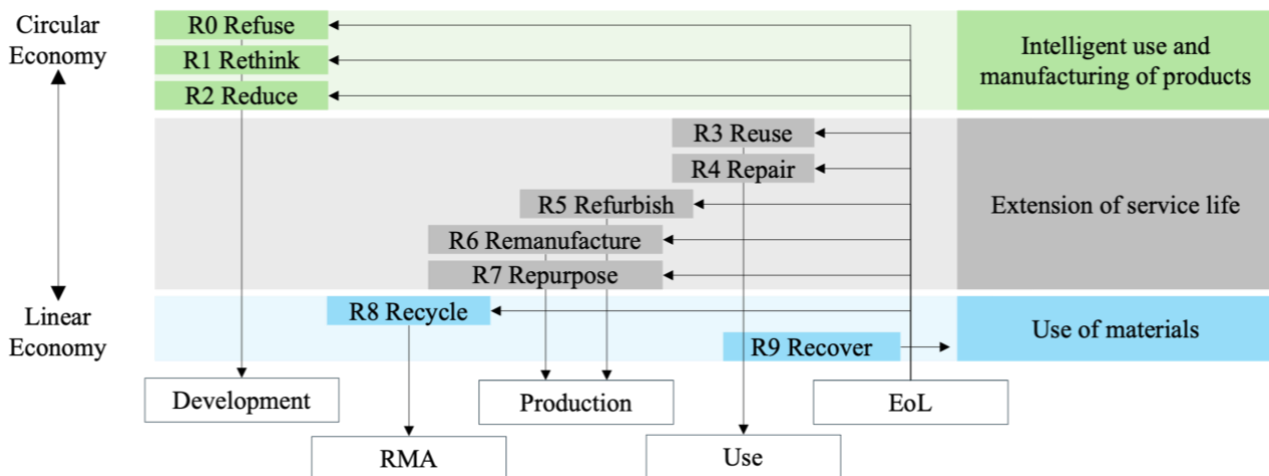 Circular
Economy
R0 Refuse
R1 Rethink
R2 Reduce
Intelligent use and
manufacturing of products
R3 Reuse
R4 Repair
R5 Refurbish
R6 Remanufacture
R7 Repurpose
Extension of service life
Linear
Economy
R8 Recycle
R9 Recover
Use of materials
Development
Production
EoL
RMA
Use